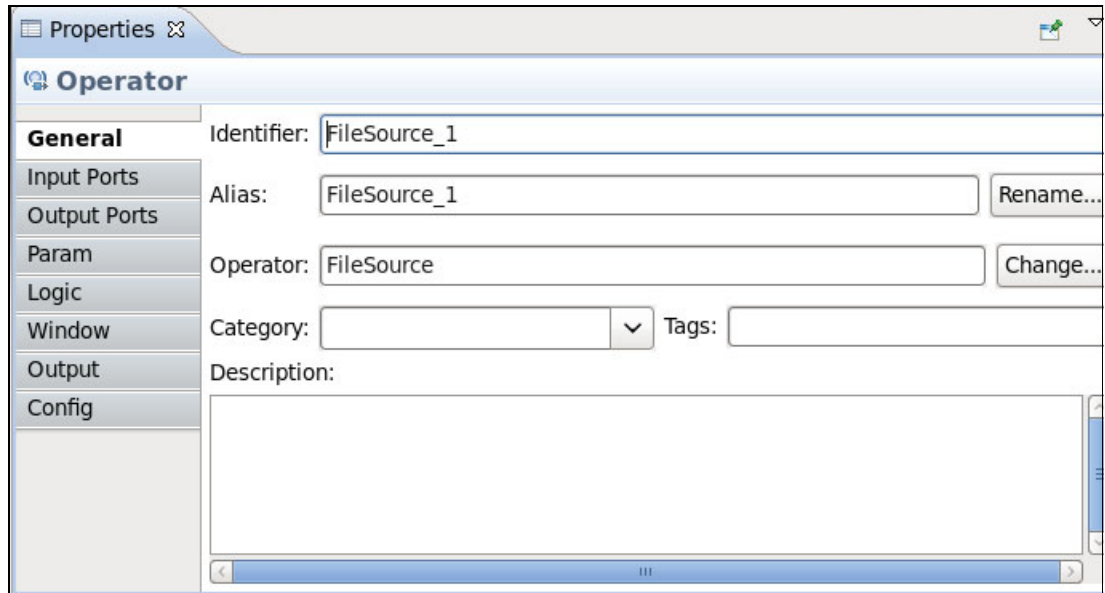 Properties
Operator
General
Input Ports
Output Ports
Param
Logic
Window
Output
Config
Identifier: FileSource_1
Alias: FileSource_1 Rename...
Operator: FileSource Change...
Category: Tags:
Description: